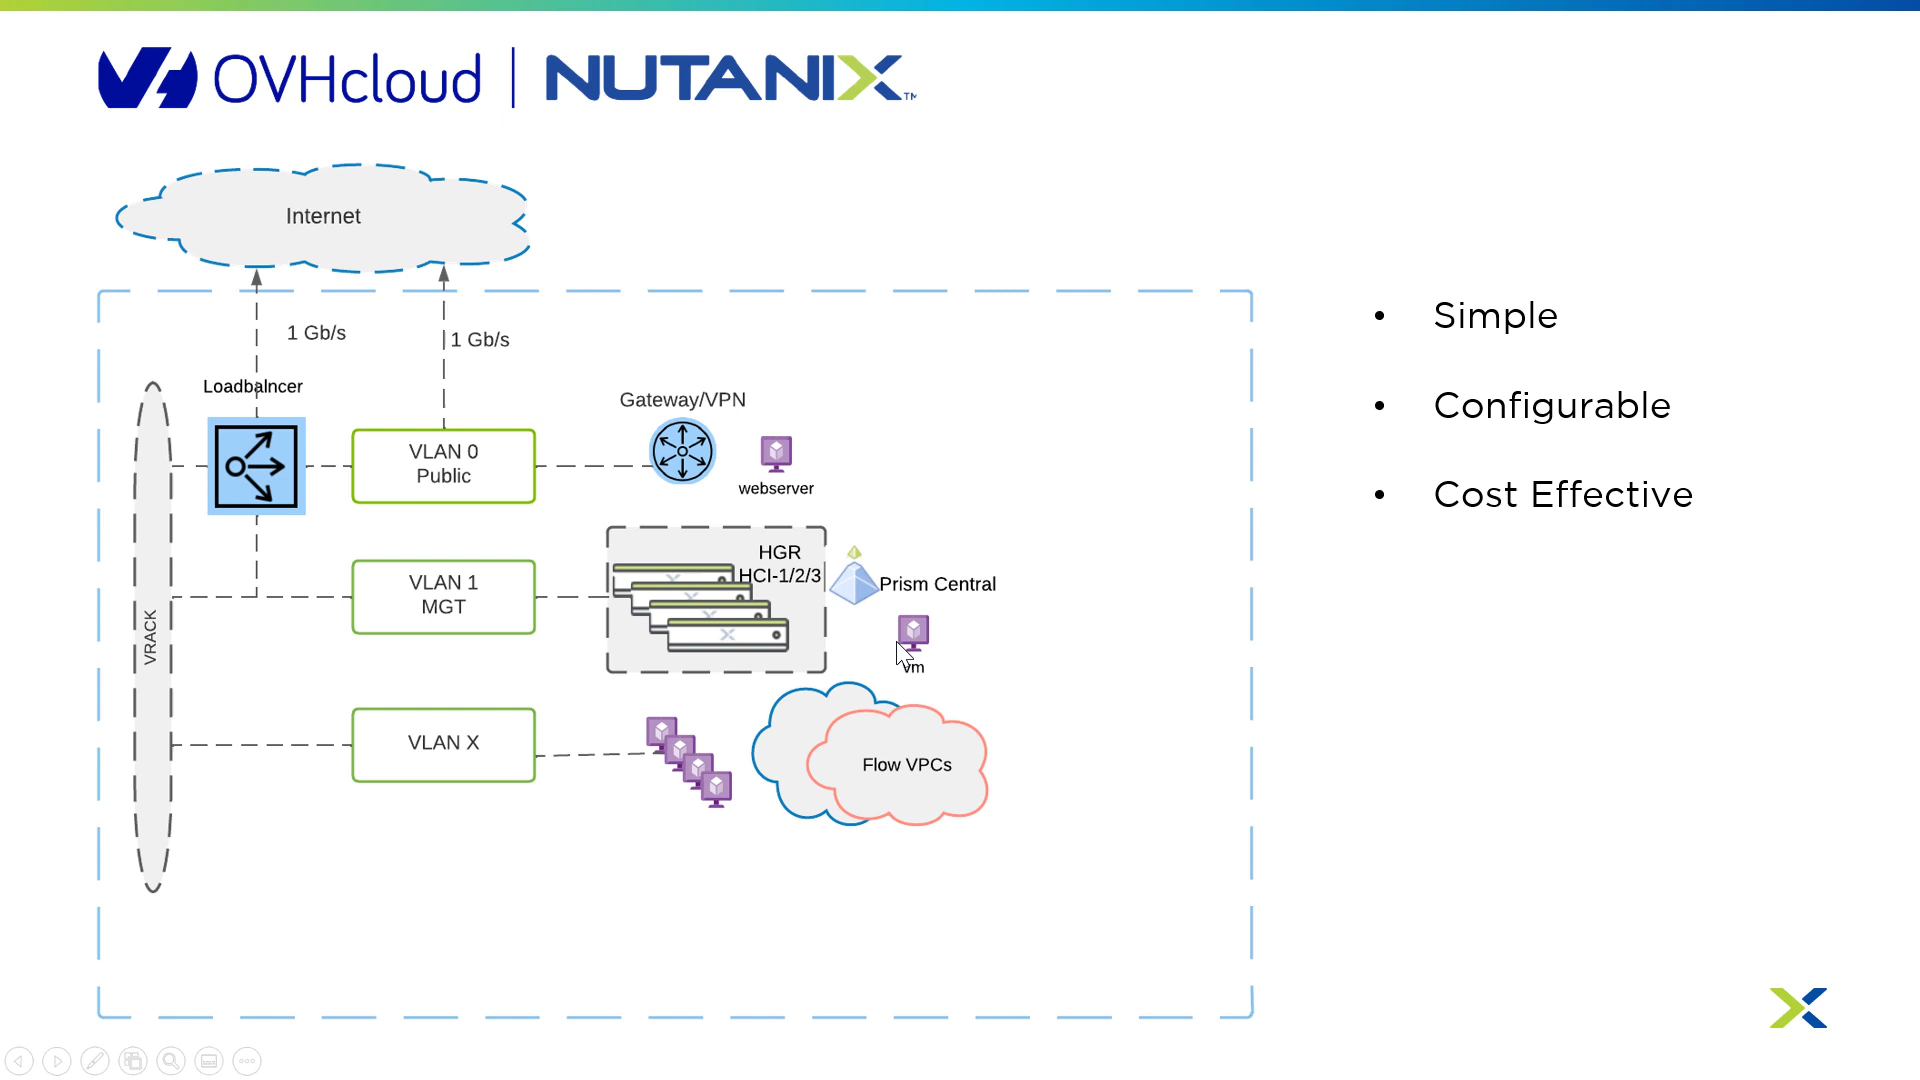 OVHcloud | NUTANIX™
Internet
1 Gb/s
1 Gb/s
Loadbalncer
Gateway/VPN
VLAN 0
Public
webserver
HGR
HCI-1/2/3
VLAN 1
MGT
Prism Central
vm
VRACK
VLAN X
Flow VPCs
• Simple
• Configurable
• Cost Effective